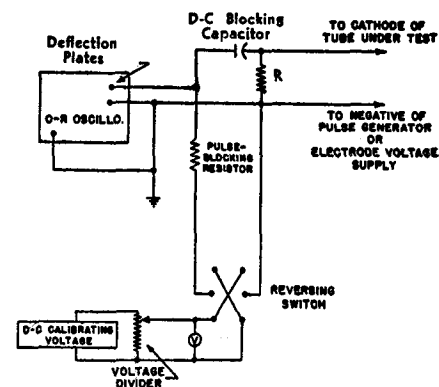 D-C Blocking
Capacitor
Deflection
Plates
TO CATHODE OF
TUBE UNDER TEST
R
O-R OSCILLO.
TO NEGATIVE OF
PULSE GENERATOR
OR
ELECTRODE VOLTAGE
SUPPLY
PULSE-
BLOCKING
RESISTOR
REVERSING
SWITCH
D-C CALIBRATING
VOLTAGE
V
VOLTAGE
DIVIDER